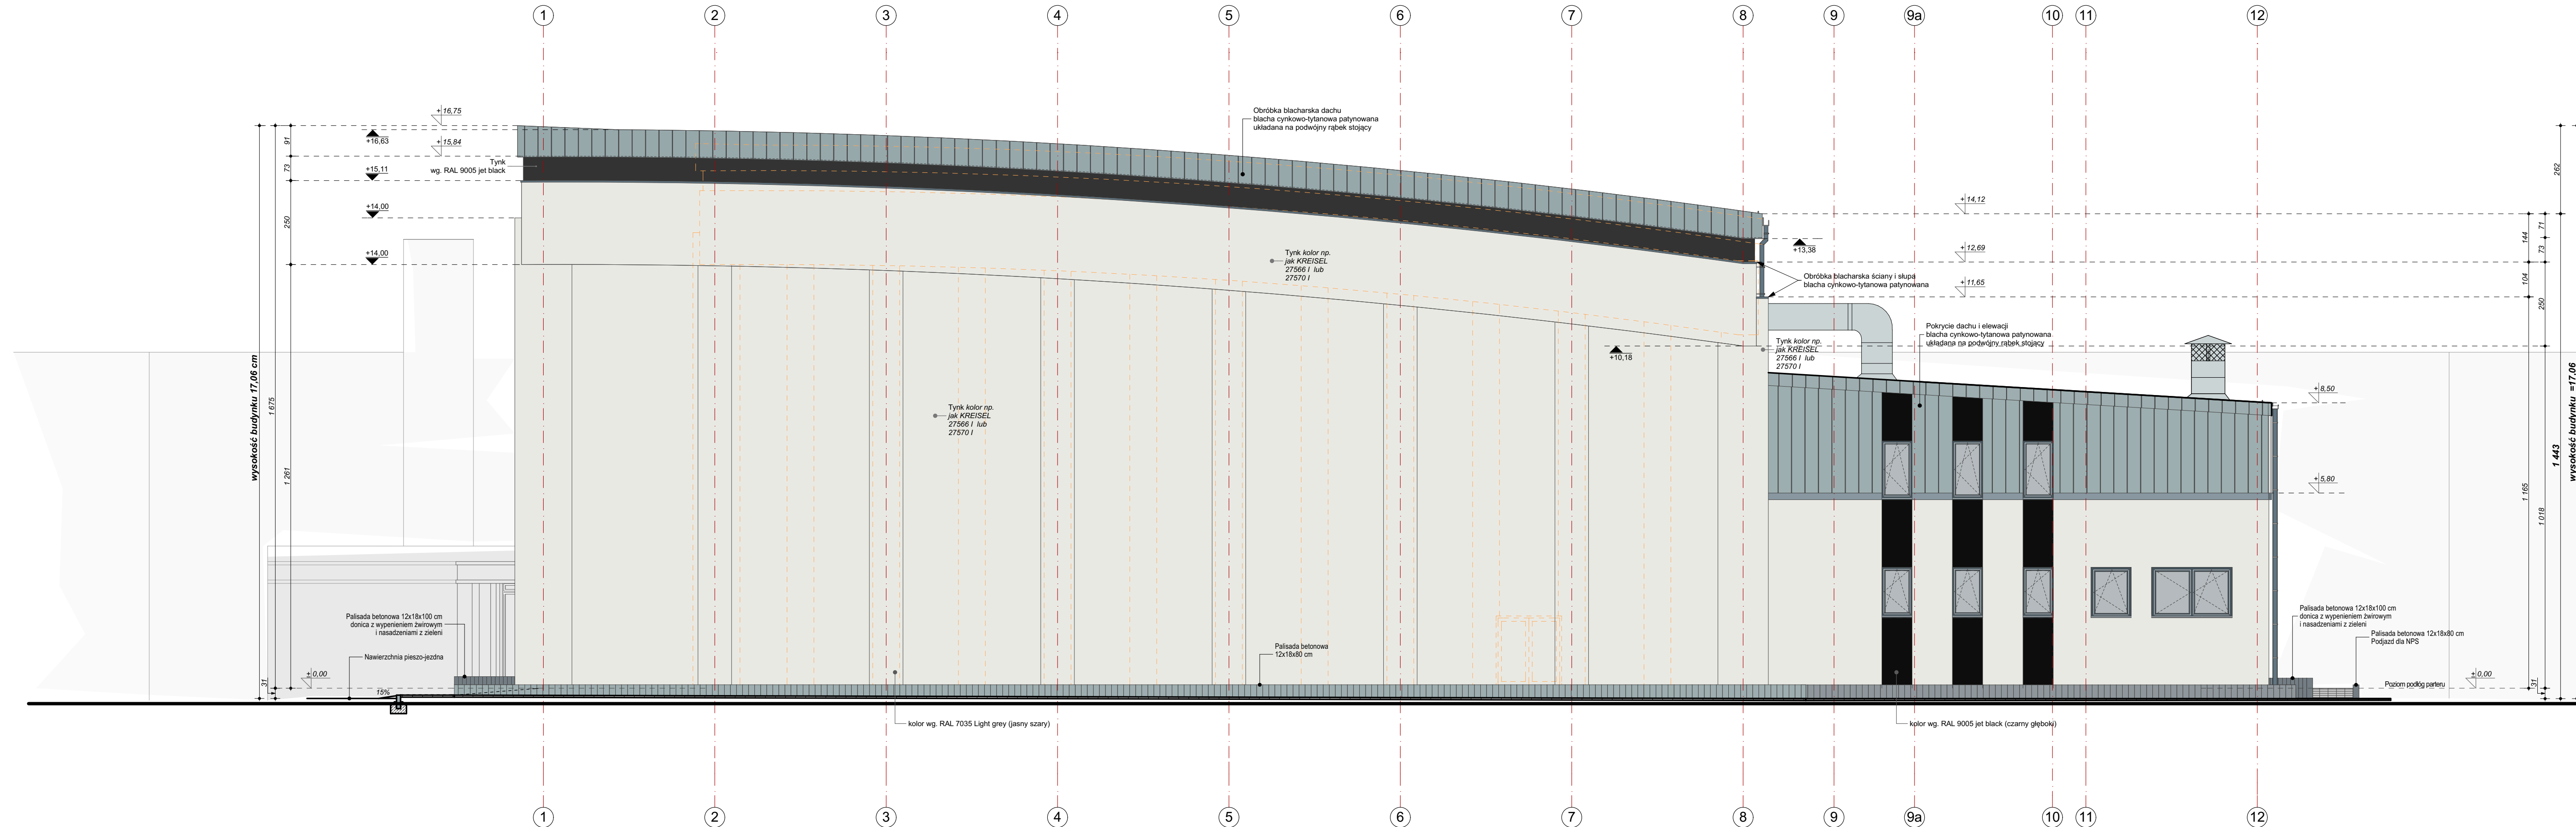 1 2 3 4 5 6 7 8 9 9a 10 11 12
+ 16,75
+16,63
+ 15,84
+15,11
+14,00
+14,00
91
73
250
1 261
1 675
31
wysokość budynku 17,06 cm
Tynk
wg. RAL 9005 jet black
Obróbka blacharska dachu
blacha cynkowo-tytanowa patynowana
układana na podwójny rąbek stojący
Tynk kolor np.
jak KREISEL
27566 I lub
27570 I
Tynk kolor np.
jak KREISEL
27566 I lub
27570 I
+ 14,12
+13,38
+ 12,69
+ 11,65
Obróbka blacharska ściany i słupa
blacha cynkowo-tytanowa patynowana
Pokrycie dachu i elewacji
blacha cynkowo-tytanowa patynowana
układana na podwójny rąbek stojący
Tynk kolor np.
jak KREISEL
27566 I lub
27570 I
+10,18
+ 8,50
+ 5,80
262
71
144
73
104
250
1 165
1 018
1 443
wysokość budynku =17,06
31
Palisada betonowa 12x18x100 cm
donica z wypenieniem żwirowym
i nasadzeniami z zieleni
Nawierzchnia pieszo-jezdna
± 0,00
15%
Palisada betonowa
12x18x80 cm
Palisada betonowa 12x18x100 cm
donica z wypenieniem żwirowym
i nasadzeniami z zieleni
Palisada betonowa 12x18x80 cm
Podjazd dla NPS
Poziom podłóg parteru
± 0,00
kolor wg. RAL 7035 Light grey (jasny szary)
kolor wg. RAL 9005 jet black (czarny głęboki)
1 2 3 4 5 6 7 8 9 9a 10 11 12